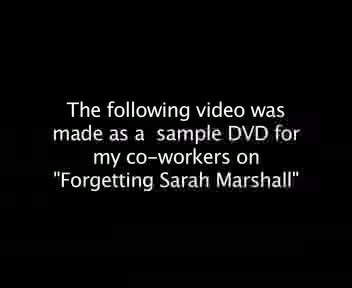 The following video was
made as a  sample DVD for
my co-workers on
"Forgetting Sarah Marshall"